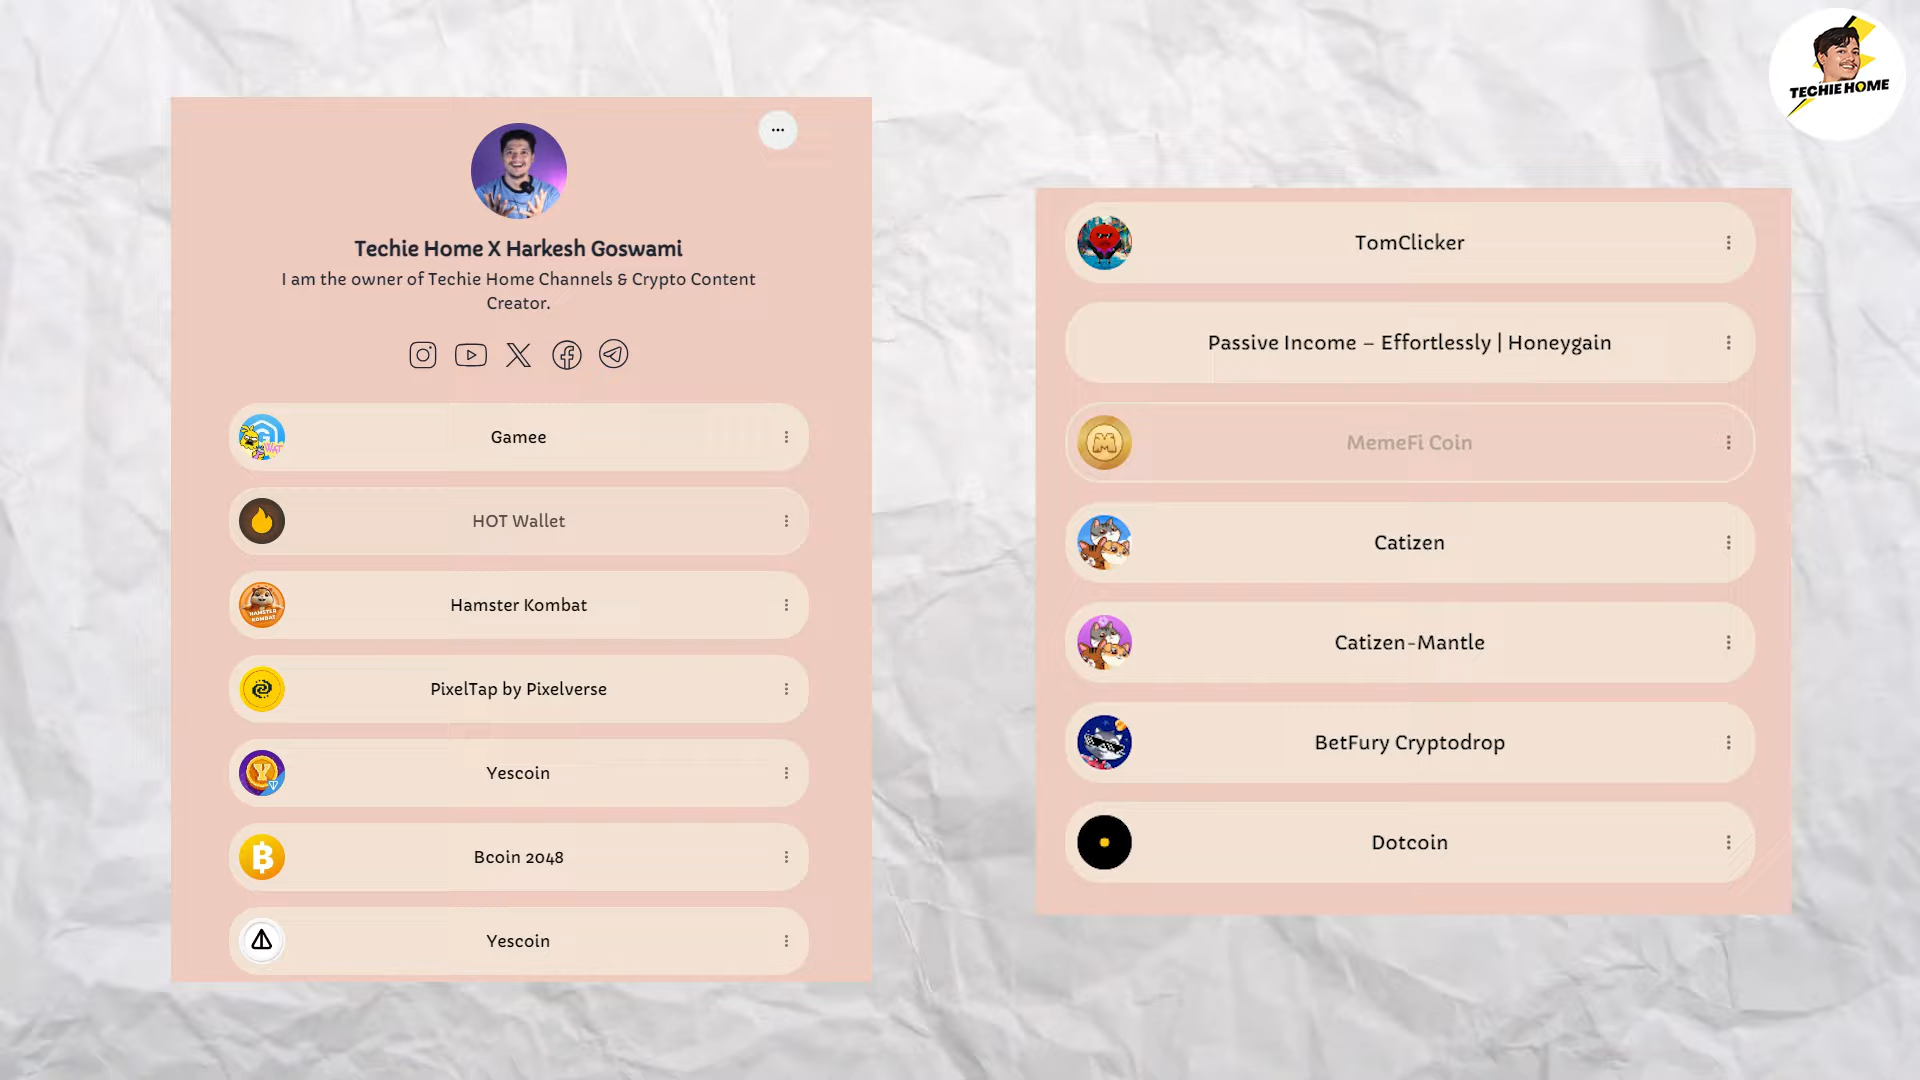 TECHIE HOME
Techie Home X Harkesh Goswami
I am the owner of Techie Home Channels & Crypto Content
Creator.
Gamee
HOT Wallet
HAMSTER
KOMBAT
Hamster Kombat
PixelTap by Pixelverse
Yescoin
Bcoin 2048
Yescoin
TomClicker
Passive Income – Effortlessly | Honeygain
MemeFi Coin
Catizen
Catizen-Mantle
BetFury Cryptodrop
Dotcoin